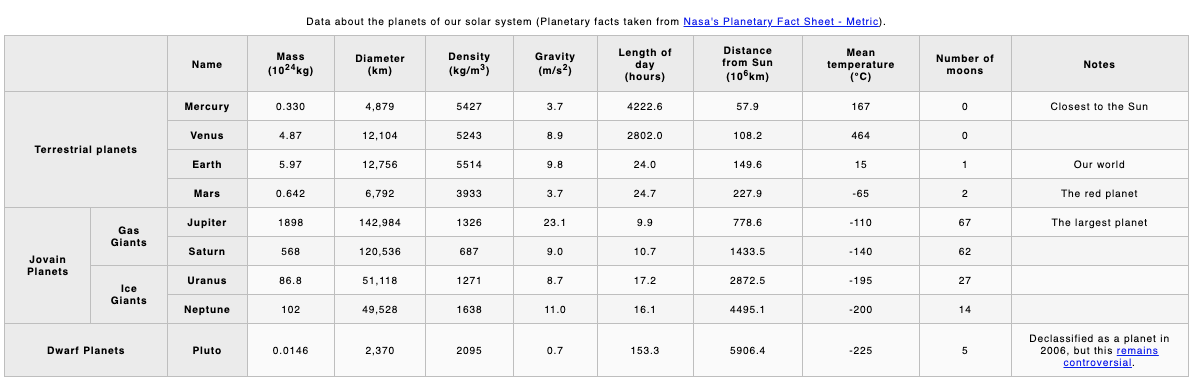 Data about the planets of our solar system (Planetary facts taken from Nasa's Planetary Fact Sheet - Metric).
Name Mass (10²⁴kg) Diameter (km) Density (kg/m³) Gravity (m/s²) Length of day (hours) Distance from Sun (10⁶km) Mean temperature (°C) Number of moons Notes
Terrestrial planets
Mercury 0.330 4,879 5427 3.7 4222.6 57.9 167 0 Closest to the Sun
Venus 4.87 12,104 5243 8.9 2802.0 108.2 464 0
Earth 5.97 12,756 5514 9.8 24.0 149.6 15 1 Our world
Mars 0.642 6,792 3933 3.7 24.7 227.9 -65 2 The red planet
Jovain Planets
Gas Giants
Jupiter 1898 142,984 1326 23.1 9.9 778.6 -110 67 The largest planet
Saturn 568 120,536 687 9.0 10.7 1433.5 -140 62
Ice Giants
Uranus 86.8 51,118 1271 8.7 17.2 2872.5 -195 27
Neptune 102 49,528 1638 11.0 16.1 4495.1 -200 14
Dwarf Planets Pluto 0.0146 2,370 2095 0.7 153.3 5906.4 -225 5 Declassified as a planet in 2006, but this remains controversial.